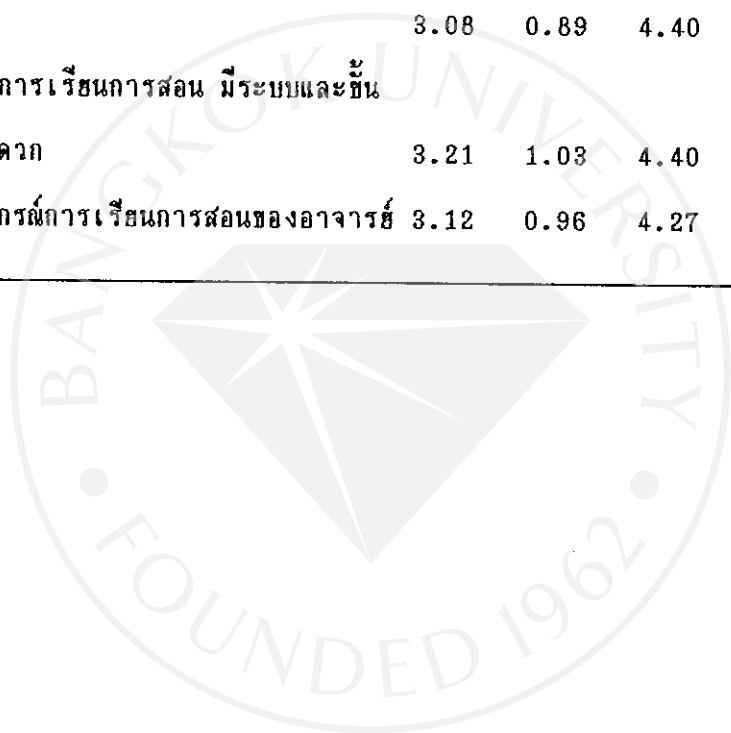 3.08 0.89 4.40
การเรียนการสอน มีระบบและขั้น
ดวก 3.21 1.03 4.40
กรณ์การเรียนการสอนของอาจารย์ 3.12 0.96 4.27
BANGKOK UNIVERSITY
FOUNDED 1962